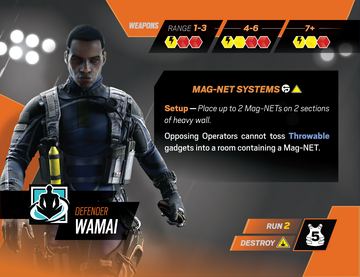 WEAPONS RANGE 1-3 4-6 7+
MAG-NET SYSTEMS
Setup — Place up to 2 Mag-NETs on 2 sections
of heavy wall.
Opposing Operators cannot toss Throwable
gadgets into a room containing a Mag-NET.
DEFENDER
WAMAI
RUN 2
DESTROY
5